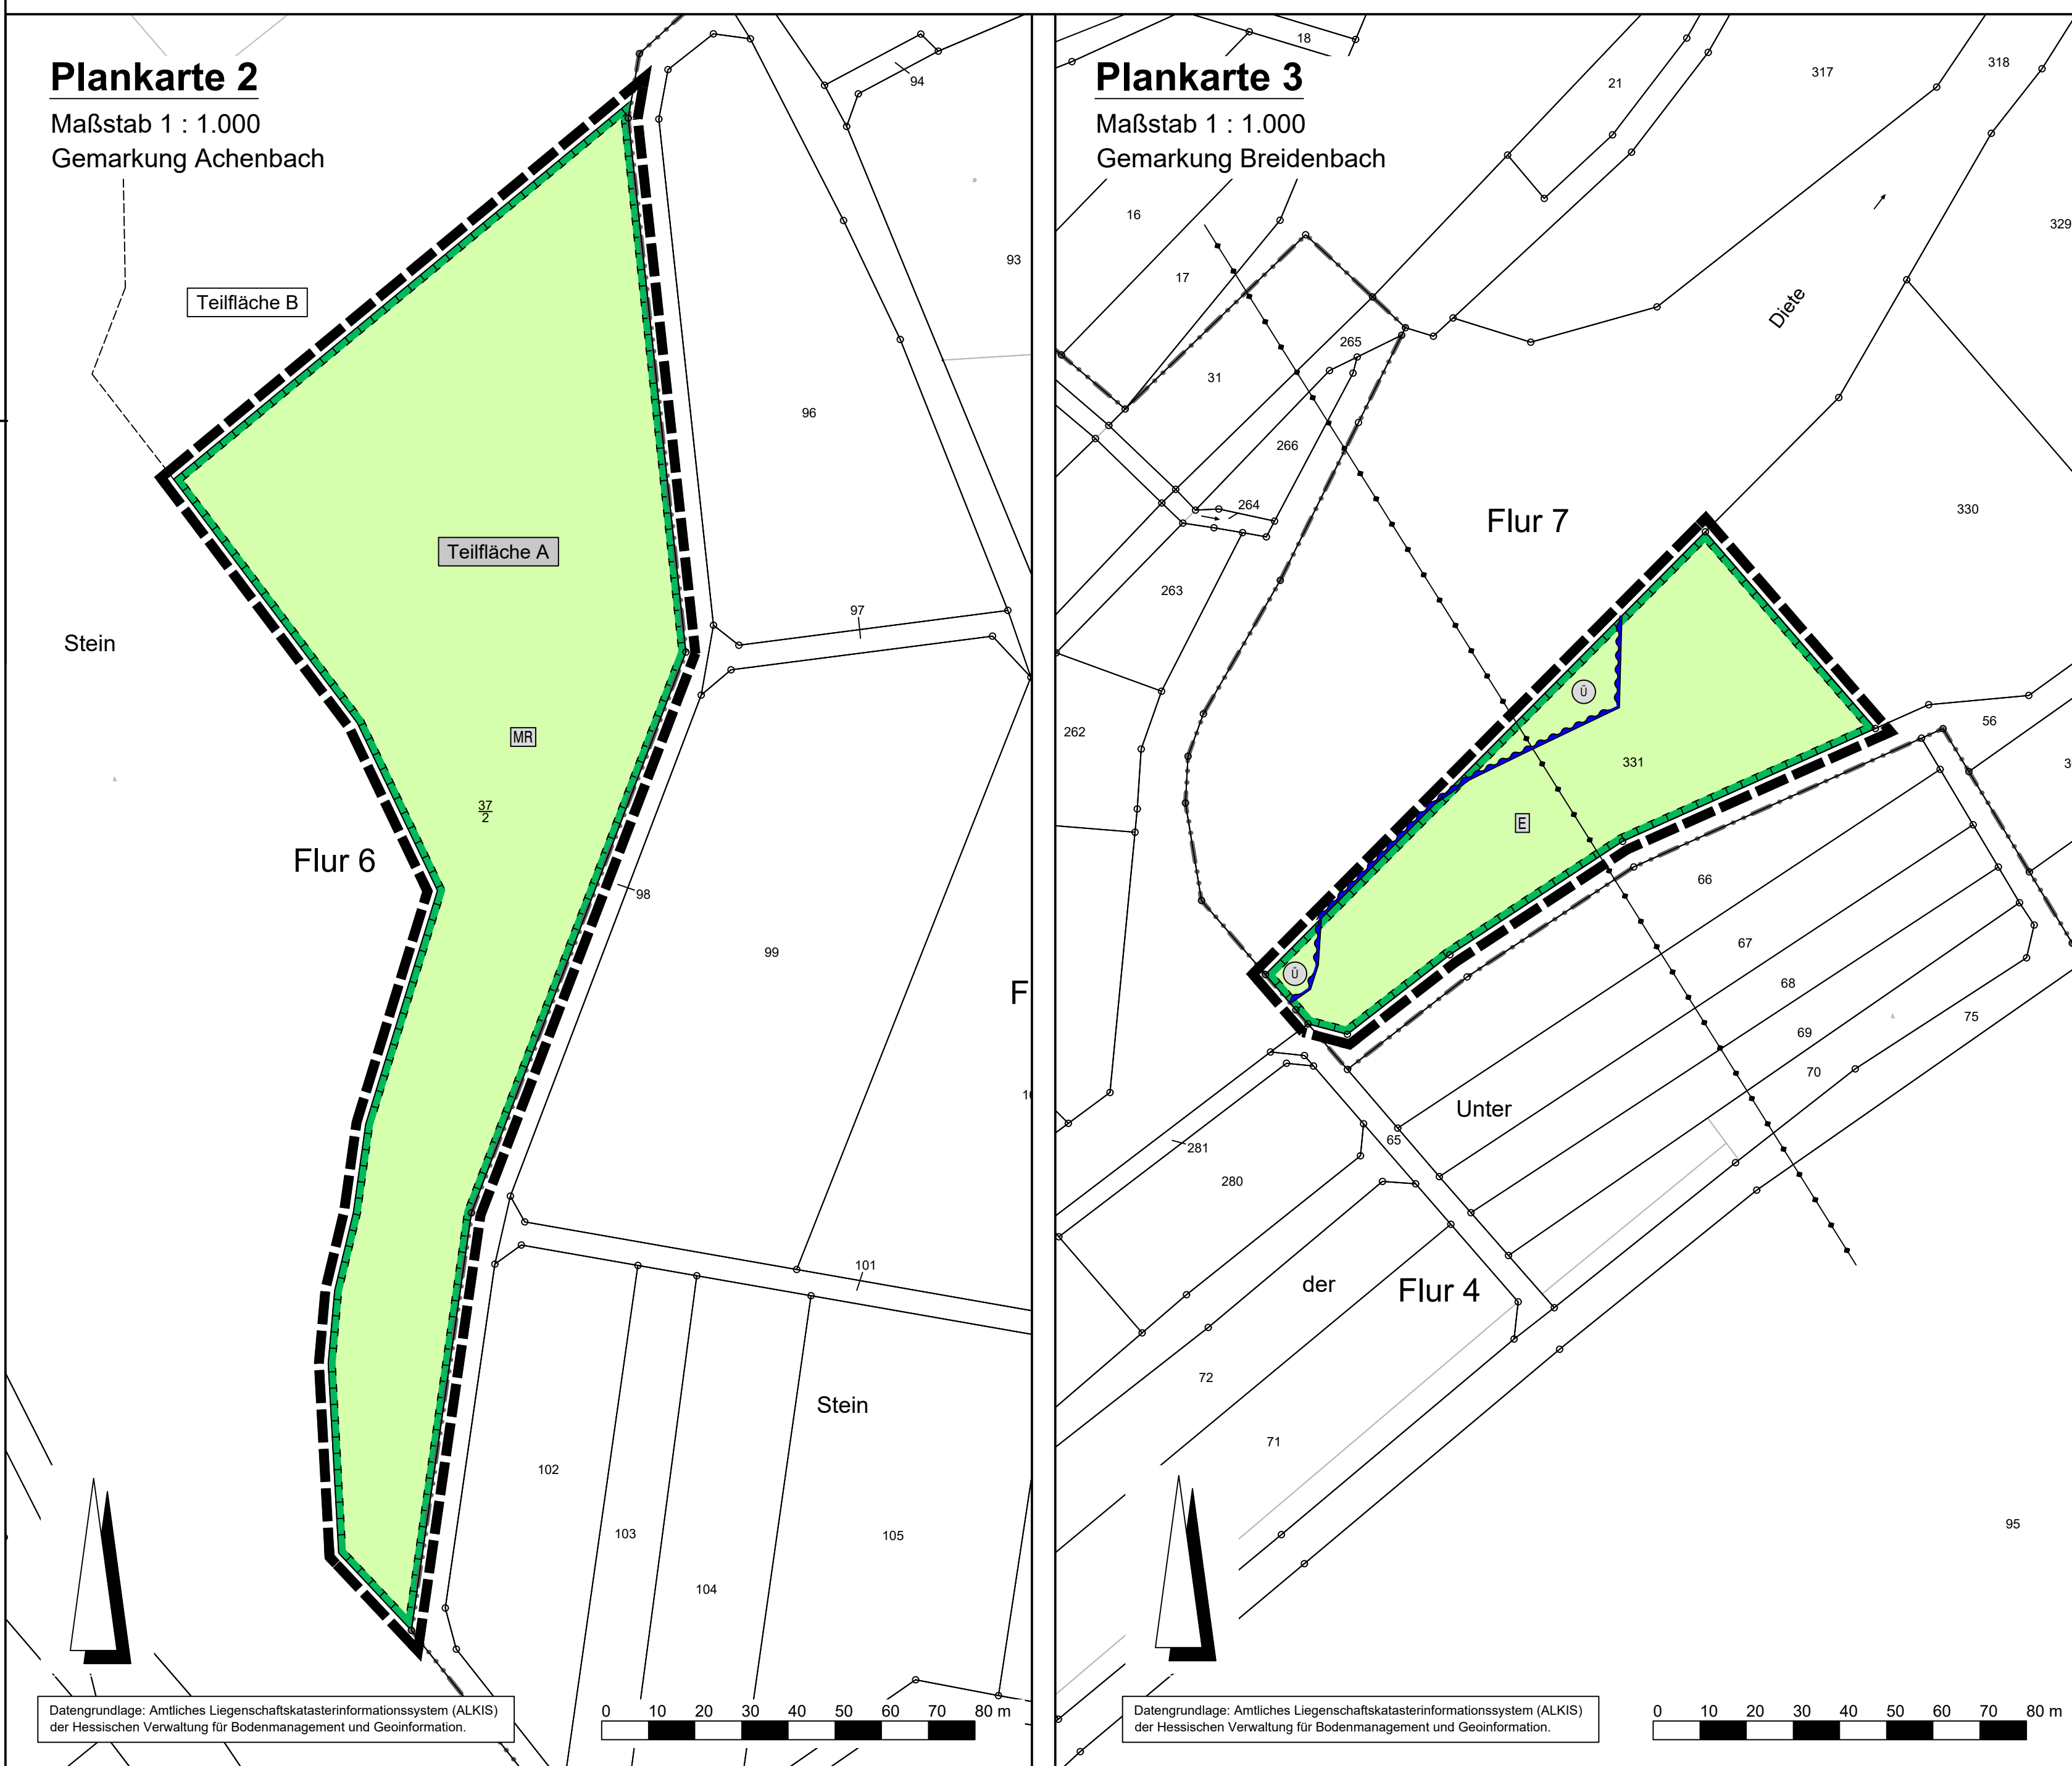 Plankarte 2
Maßstab 1 : 1.000
Gemarkung Achenbach
94
93
Teilfläche B
96
Teilfläche A
97
Stein
MR
37
2
Flur 6
98
99
F
101
Stein
102
103
105
104
Datengrundlage: Amtliches Liegenschaftskatasterinformationssystem (ALKIS)
der Hessischen Verwaltung für Bodenmanagement und Geoinformation.
0 10 20 30 40 50 60 70 80 m
Plankarte 3
Maßstab 1 : 1.000
Gemarkung Breidenbach
18
21
317
318
16
329
17
Diete
265
31
266
264
Flur 7
330
263
Ü
56
262
331
E
66
67
Ü
68
75
69
70
Unter
65
281
280
der
Flur 4
72
71
95
Datengrundlage: Amtliches Liegenschaftskatasterinformationssystem (ALKIS)
der Hessischen Verwaltung für Bodenmanagement und Geoinformation.
0 10 20 30 40 50 60 70 80 m